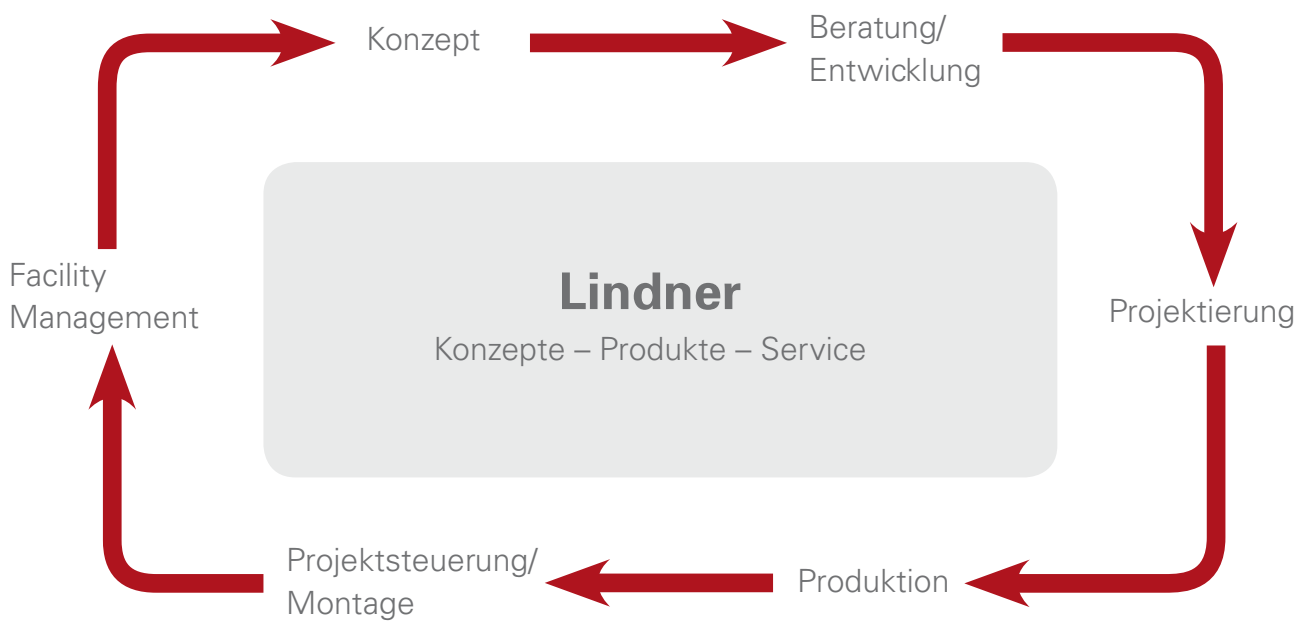 Konzept
Beratung/
Entwicklung
Facility
Management
Lindner
Konzepte – Produkte – Service
Projektierung
Projektsteuerung/
Montage
Produktion